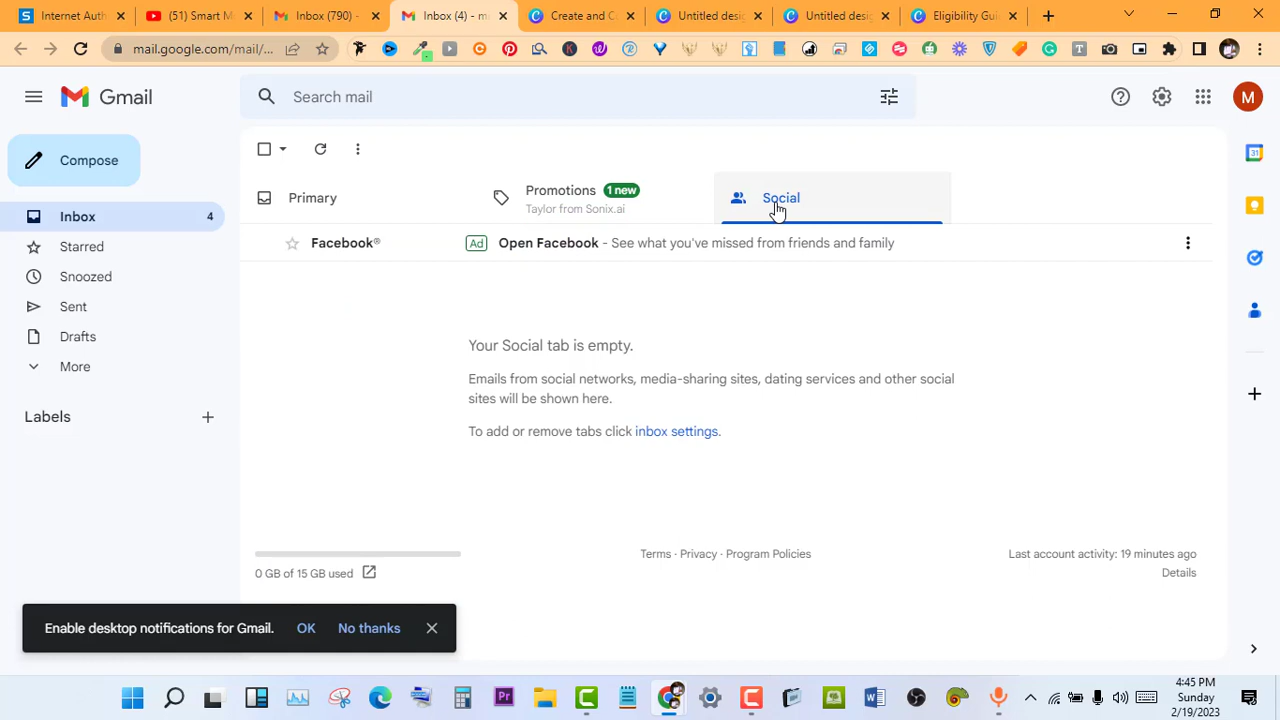 Internet Auth
(51) Smart M
Inbox (790) -
Inbox (4) - m
Create and C
Untitled desig
Untitled desig
Eligibility Gui
mail.google.com/mail/...
Gmail
Search mail
M
Compose
Primary
Promotions 1 new
Taylor from Sonix.ai
Social
Inbox 4
Facebook® Ad Open Facebook - See what you've missed from friends and family
Starred
Snoozed
Sent
Drafts
More
Labels
Your Social tab is empty.
Emails from social networks, media-sharing sites, dating services and other social
sites will be shown here.
To add or remove tabs click inbox settings.
Terms · Privacy · Program Policies
Last account activity: 19 minutes ago
0 GB of 15 GB used
Details
Enable desktop notifications for Gmail. OK No thanks
4:45 PM
Sunday
2/19/2023